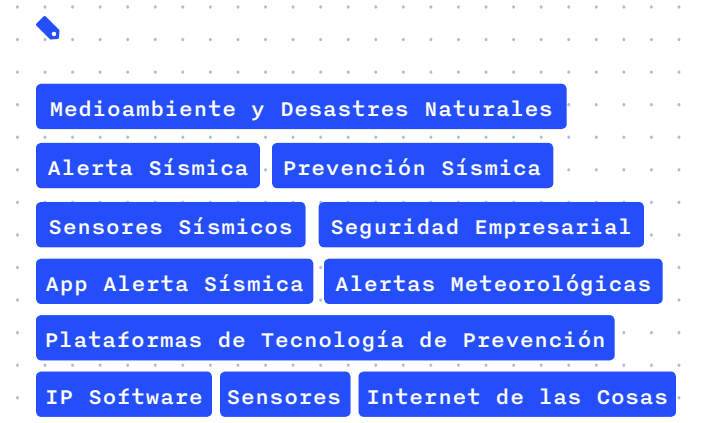 Medioambiente y Desastres Naturales
Alerta Sísmica Prevención Sísmica
Sensores Sísmicos Seguridad Empresarial
App Alerta Sísmica Alertas Meteorológicas
Plataformas de Tecnología de Prevención
IP Software Sensores Internet de las Cosas